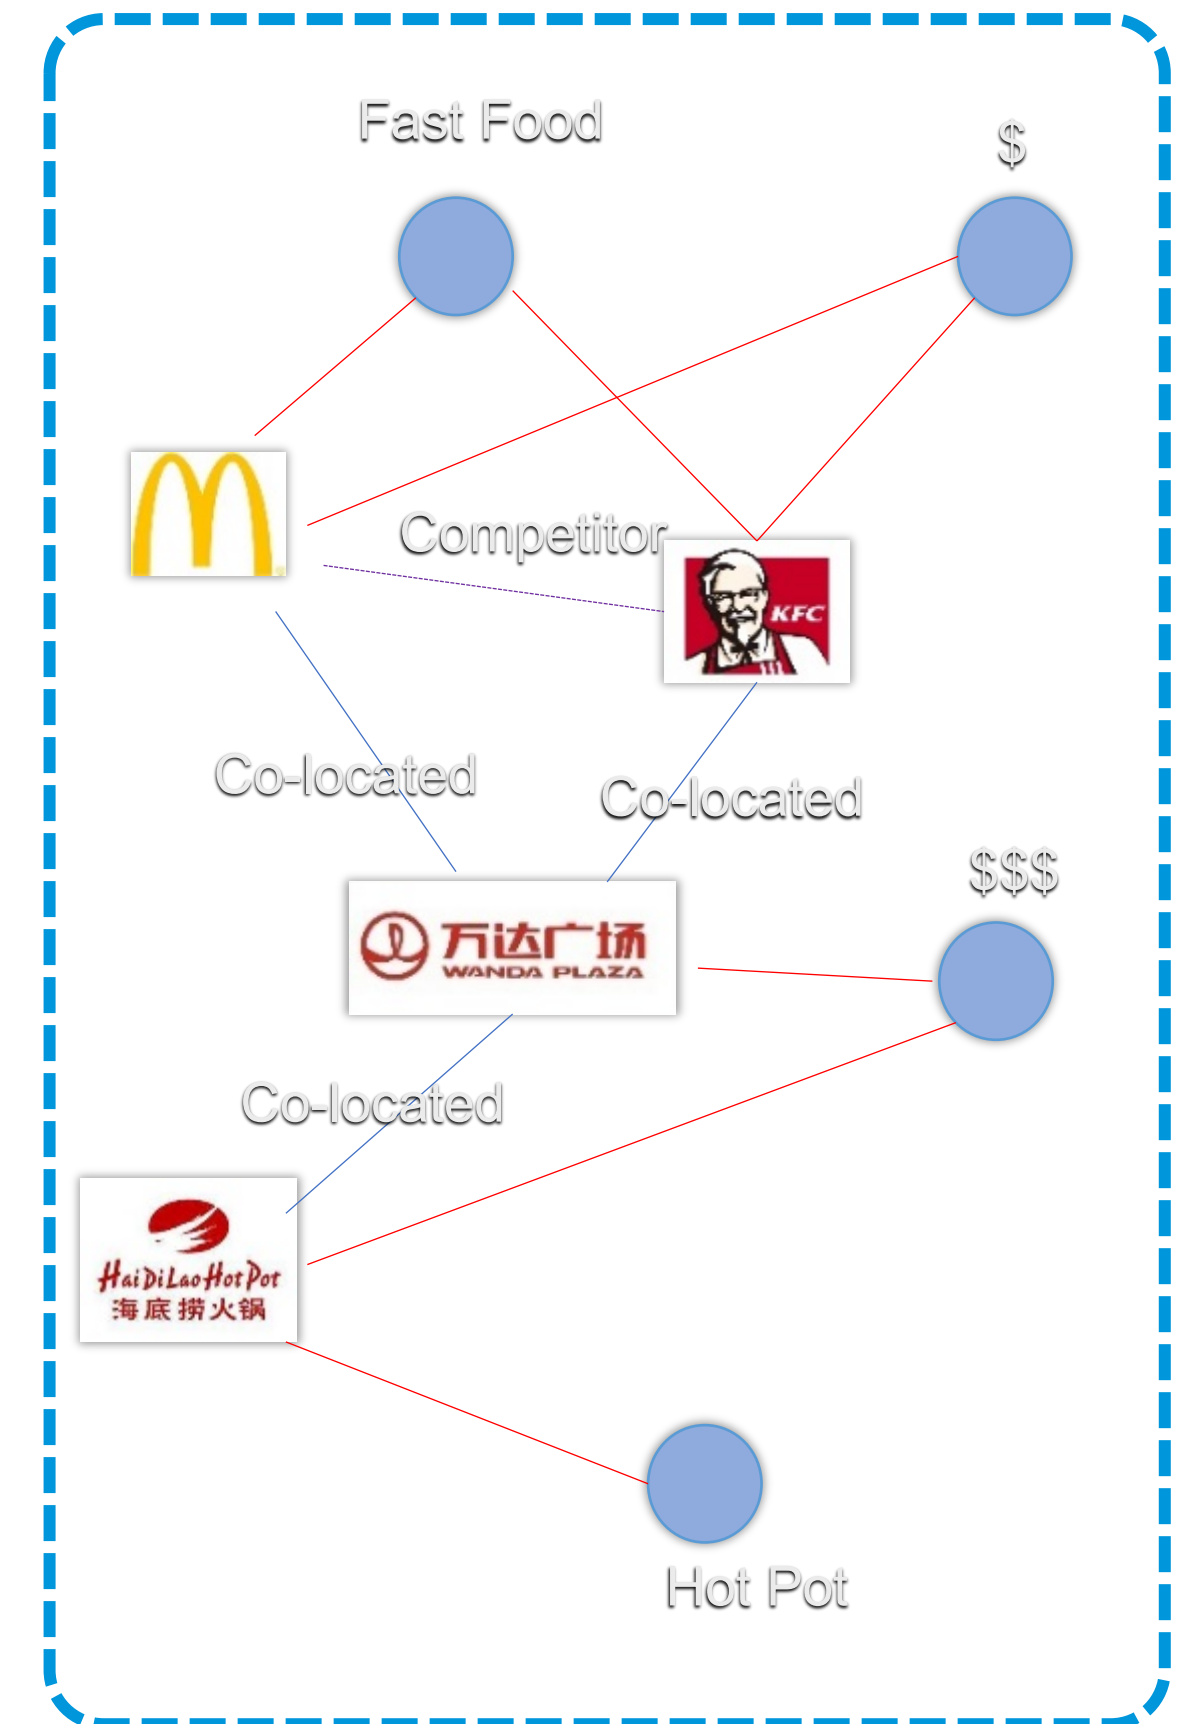 Fast Food
$
Competitor
KFC
Co-located
Co-located
$$$
万达广场
WANDA PLAZA
Co-located
HaiDiLao Hot Pot
海底捞火锅
Hot Pot